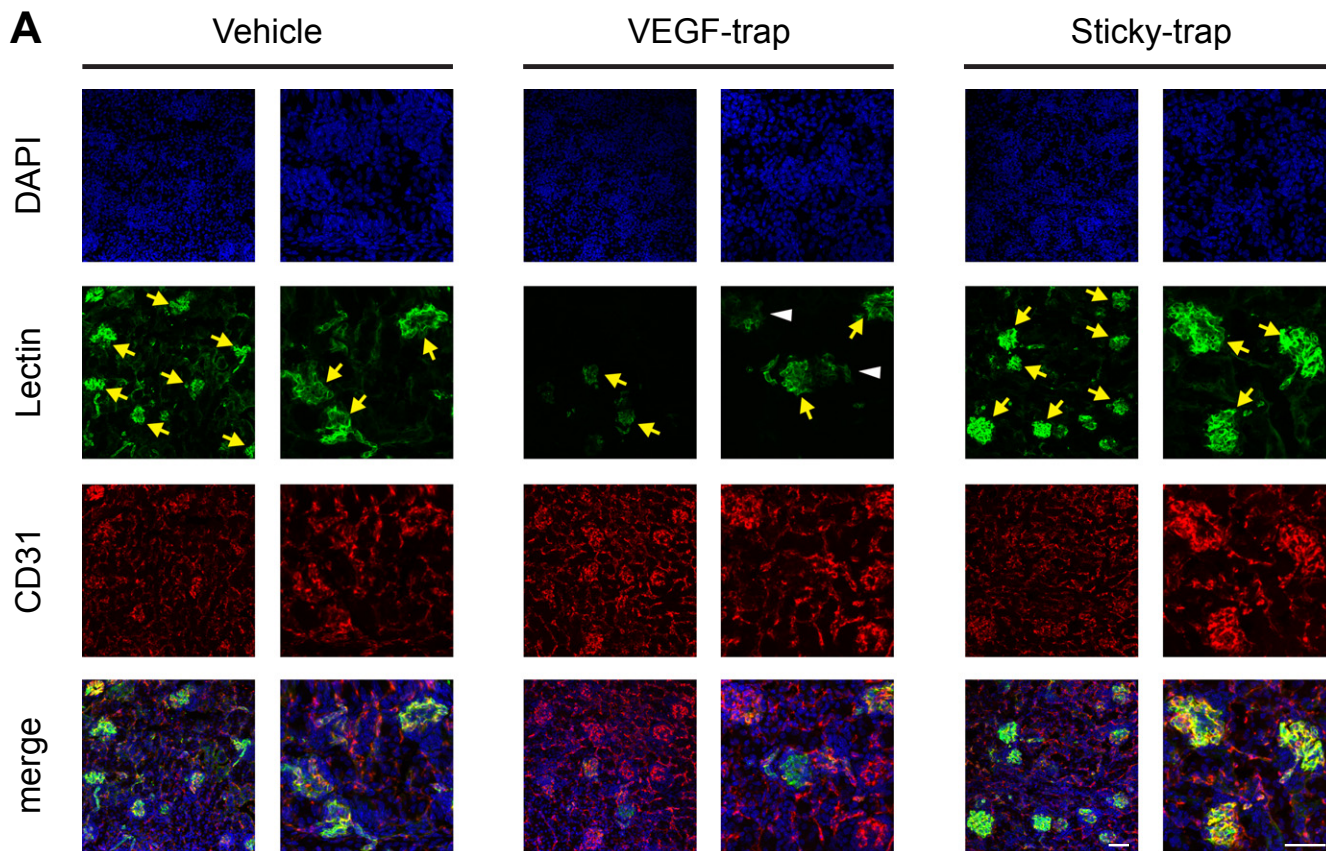 A
Vehicle
VEGF-trap
Sticky-trap
DAPI
Lectin
CD31
merge